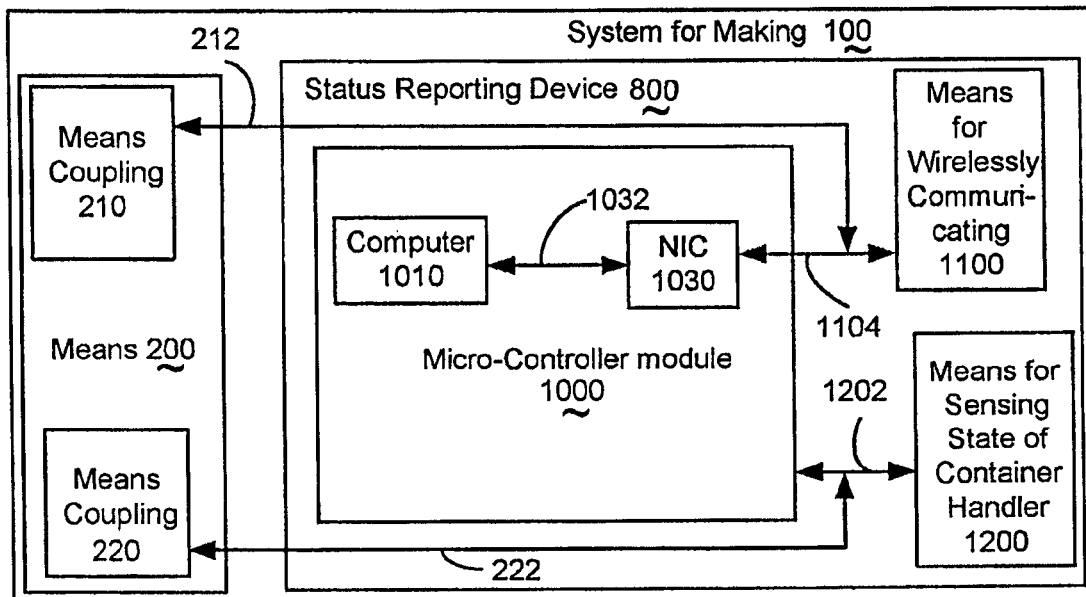 System for Making 100
212
Status Reporting Device 800
Means
Coupling
210
Means
for
Wirelessly
Communi-
cating
1100
1032
Computer
1010
NIC
1030
1104
Means 200
Micro-Controller module
1000
1202
Means for
Sensing
State of
Container
Handler
1200
Means
Coupling
220
222